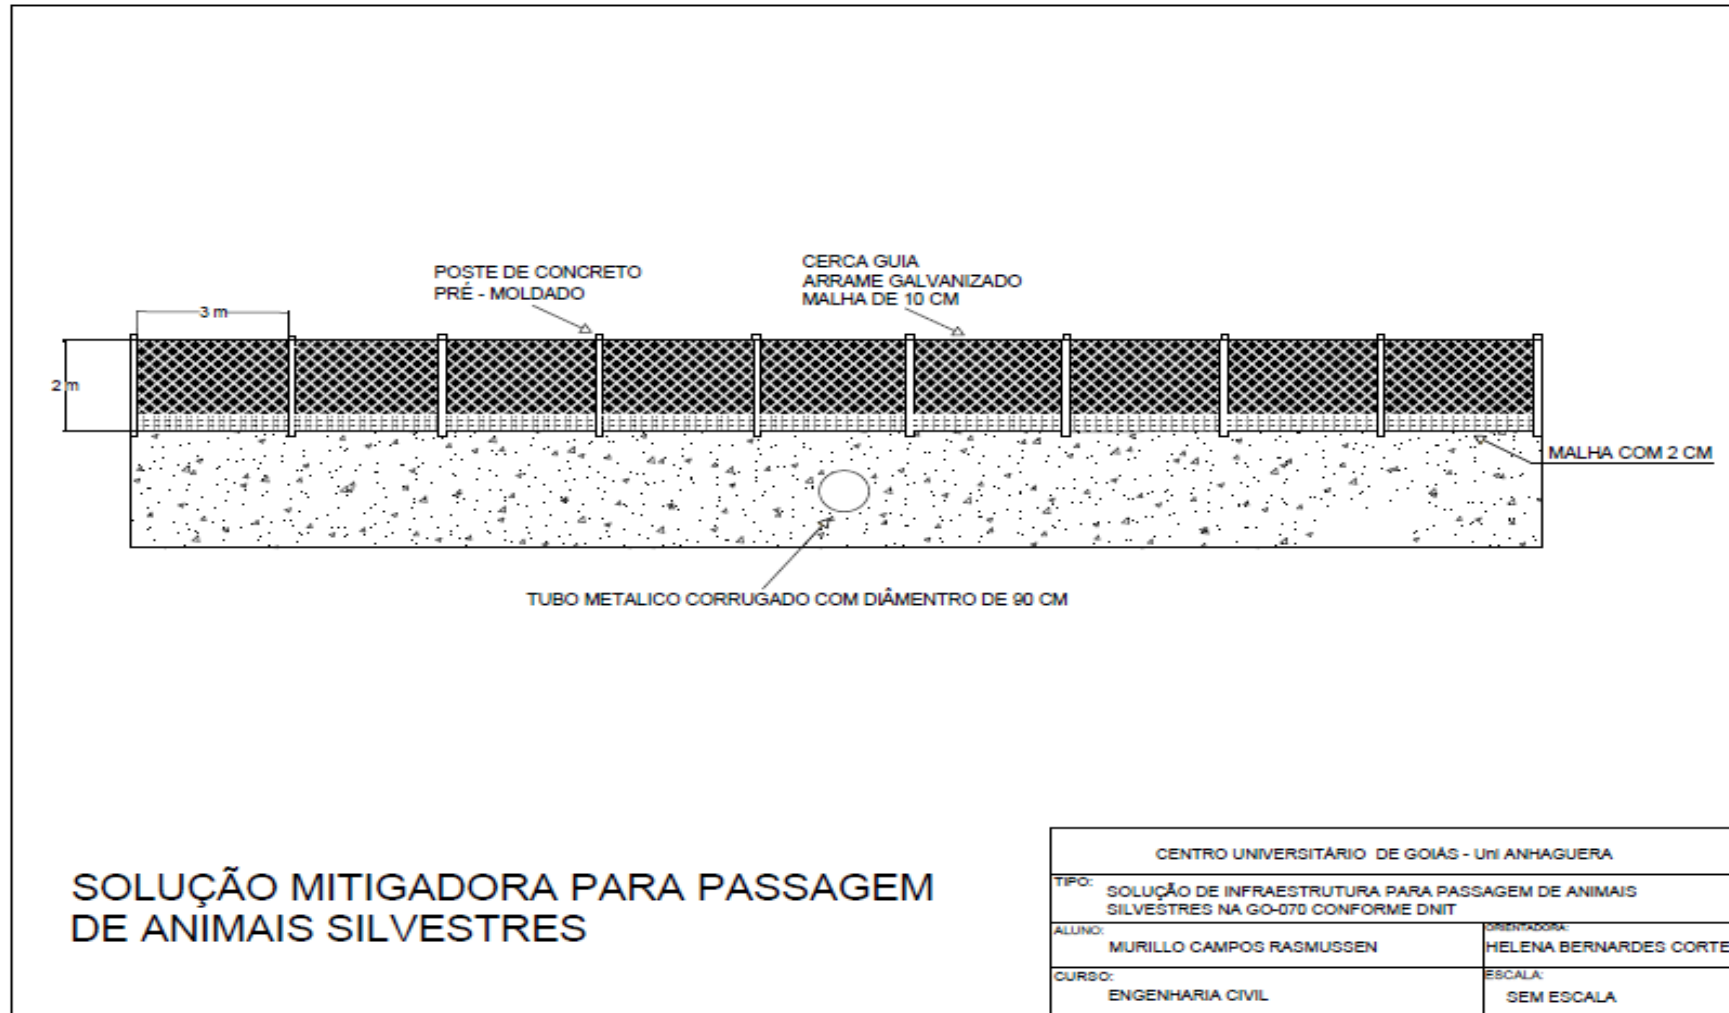 POSTE DE CONCRETO
PRÉ - MOLDADO
CERCA GUIA
ARRAME GALVANIZADO
MALHA DE 10 CM
3 m
2 m
MALHA COM 2 CM
TUBO METALICO CORRUGADO COM DIÂMENTRO DE 90 CM
SOLUÇÃO MITIGADORA PARA PASSAGEM
DE ANIMAIS SILVESTRES
CENTRO UNIVERSITÁRIO DE GOIÁS - Uni ANHAGUERA
TIPO:
SOLUÇÃO DE INFRAESTRUTURA PARA PASSAGEM DE ANIMAIS
SILVESTRES NA GO-070 CONFORME DNIT
ALUNO:
MURILLO CAMPOS RASMUSSEN
ORIENTADORA:
HELENA BERNARDES CORTE
CURSO:
ENGENHARIA CIVIL
ESCALA:
SEM ESCALA